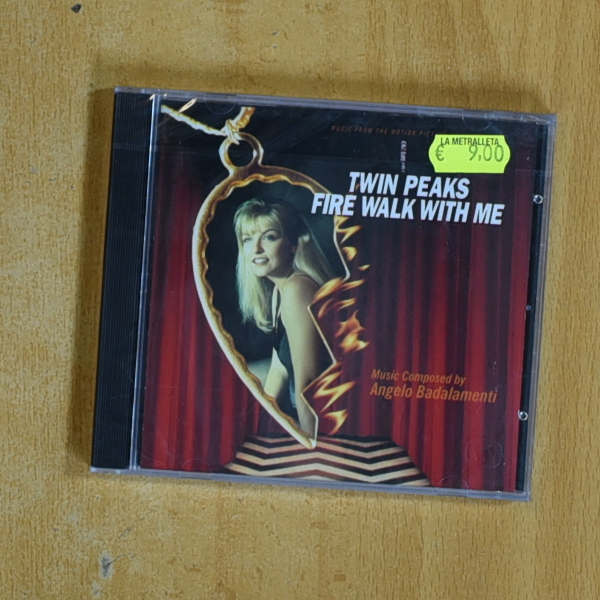 MUSIC FROM THE MOTION PICT
LA METRALLETA
€ 9,00
TWIN PEAKS
FIRE WALK WITH ME
Music Composed by
Angelo Badalamenti